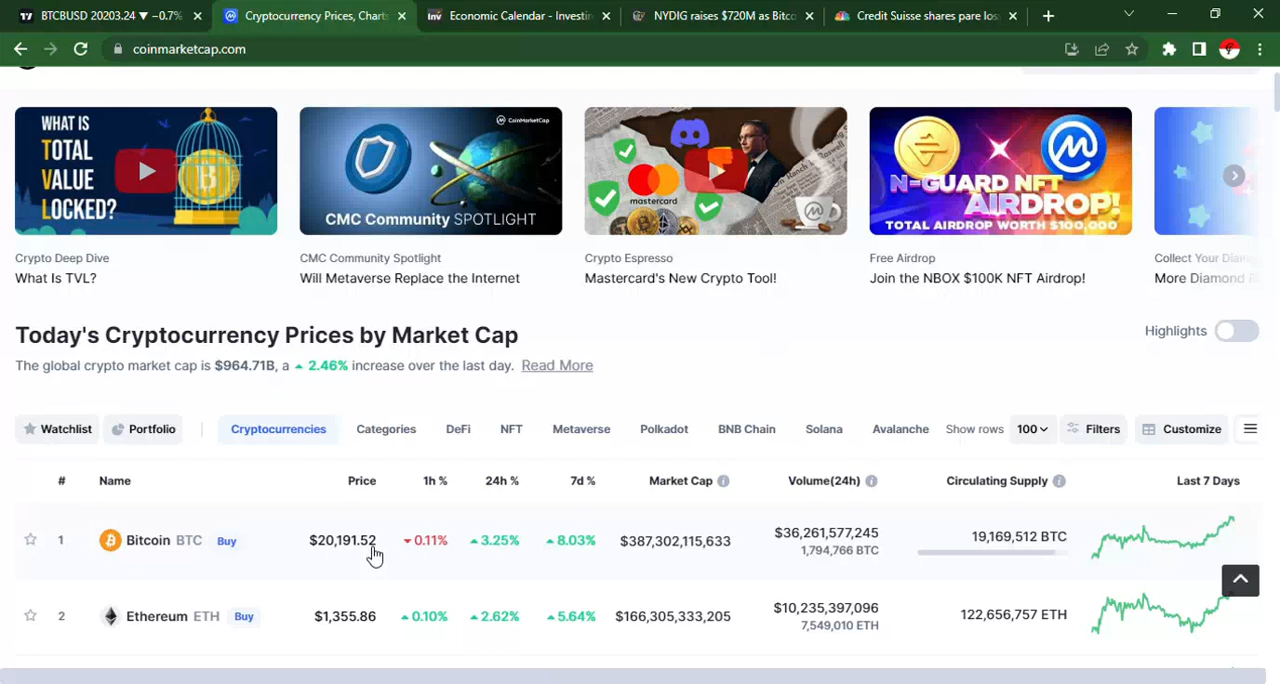 BTCBUSD 20203.24 ▼ −0.7%
Cryptocurrency Prices, Chart
Economic Calendar - Investin
NYDIG raises $720M as Bitco
Credit Suisse shares pare los
coinmarketcap.com
WHAT IS
TOTAL
VALUE
LOCKED?
CoinMarketCap
CMC Community SPOTLIGHT
mastercard
N-GUARD NFT
AIRDROP!
TOTAL AIRDROP WORTH $100,000
Crypto Deep Dive
What Is TVL?
CMC Community Spotlight
Will Metaverse Replace the Internet
Crypto Espresso
Mastercard's New Crypto Tool!
Free Airdrop
Join the NBOX $100K NFT Airdrop!
Collect Your Diam
More Diamond
Today's Cryptocurrency Prices by Market Cap
Highlights
The global crypto market cap is $964.71B, a ▲ 2.46% increase over the last day. Read More
Watchlist Portfolio Cryptocurrencies Categories DeFi NFT Metaverse Polkadot BNB Chain Solana Avalanche Show rows 100 Filters Customize
# Name Price 1h % 24h % 7d % Market Cap Volume(24h) Circulating Supply Last 7 Days
1 Bitcoin BTC Buy $20,191.52 ▼0.11% ▲3.25% ▲8.03% $387,302,115,633 $36,261,577,245 19,169,512 BTC
1,794,766 BTC
2 Ethereum ETH Buy $1,355.86 ▲0.10% ▲2.62% ▲5.64% $166,305,333,205 $10,235,397,096 122,656,757 ETH
7,549,010 ETH